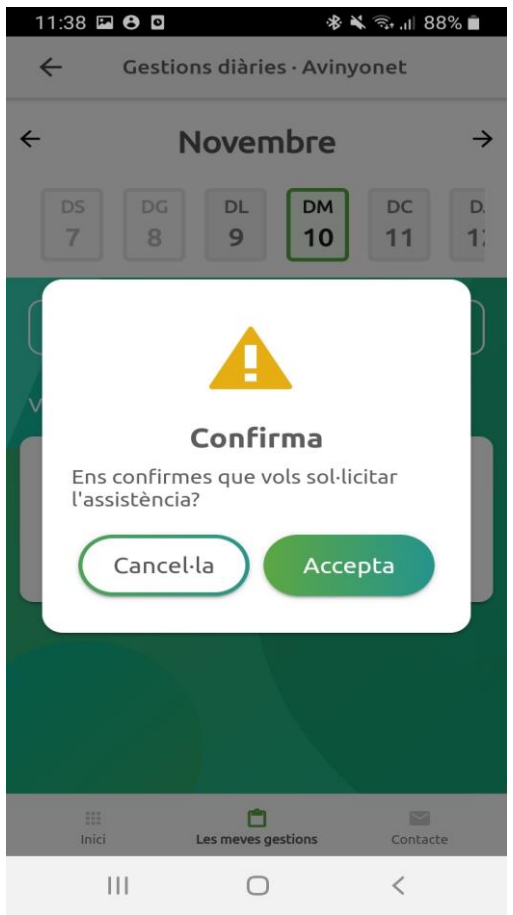 11:38 88%
Gestions diàries · Avinyonet
Novembre
DS DG DL DM DC
7 8 9 10 11
Confirma
Ens confirmes que vols sol·licitar
l'assistència?
Cancel·la Accepta
Inici Les meves gestions Contacte